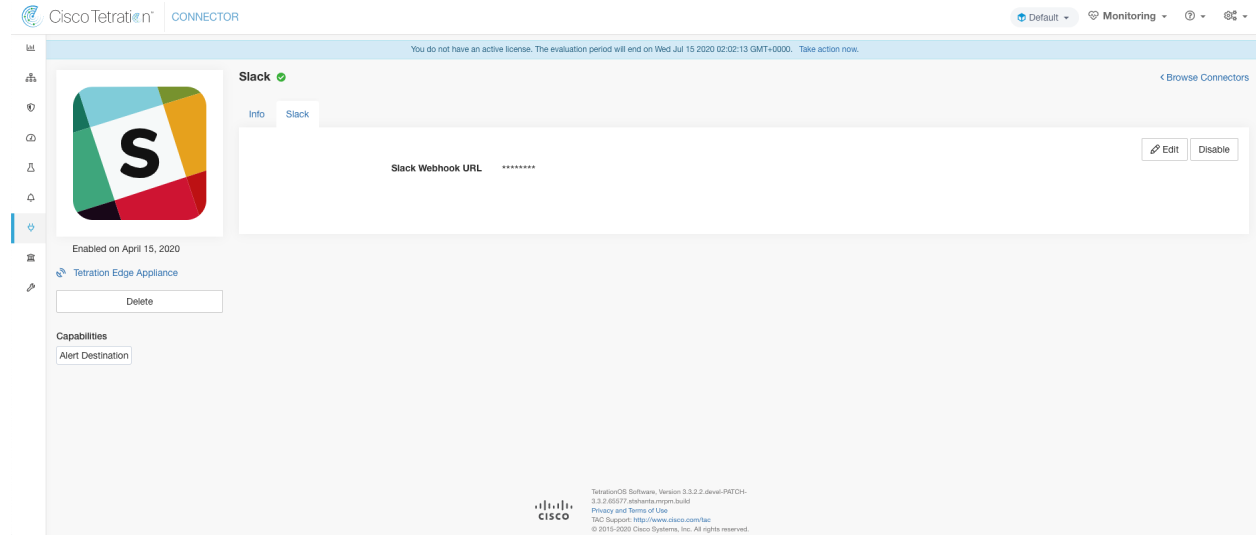 Cisco Tetration™ CONNECTOR Default Monitoring
You do not have an active license. The evaluation period will end on Wed Jul 15 2020 02:02:13 GMT+0000. Take action now.
Slack Browse Connectors
Info Slack
S
Edit Disable
Slack Webhook URL ********
Enabled on April 15, 2020
Tetration Edge Appliance
Delete
Capabilities
Alert Destination
TetrationOS Software, Version 3.3.2.2.devel-PATCH-
3.3.2.65577.atshanta.mrpm.build
Privacy and Terms of Use
CISCO
TAC Support: http://www.cisco.com/tac
© 2015-2020 Cisco Systems, Inc. All rights reserved.